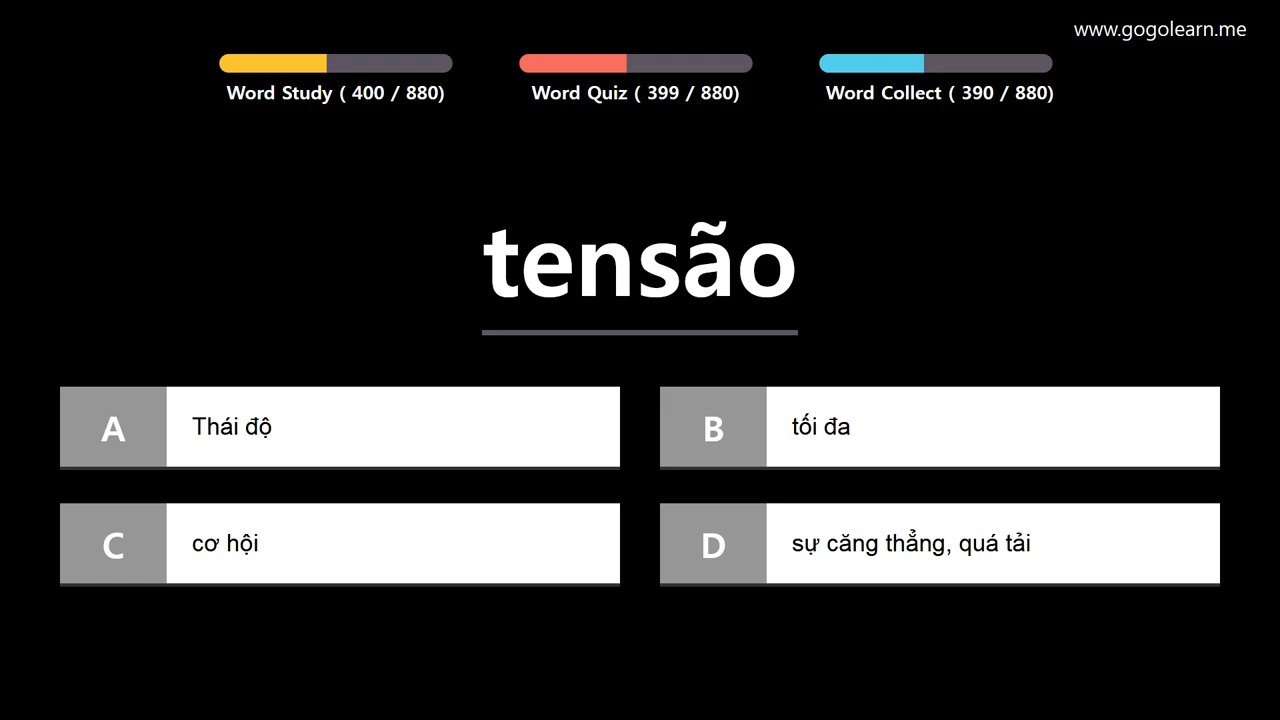 www.gogolearn.me
Word Study ( 400 / 880)
Word Quiz ( 399 / 880)
Word Collect ( 390 / 880)
tensão
A
Thái độ
B
tối đa
C
cơ hội
D
sự căng thẳng, quá tải